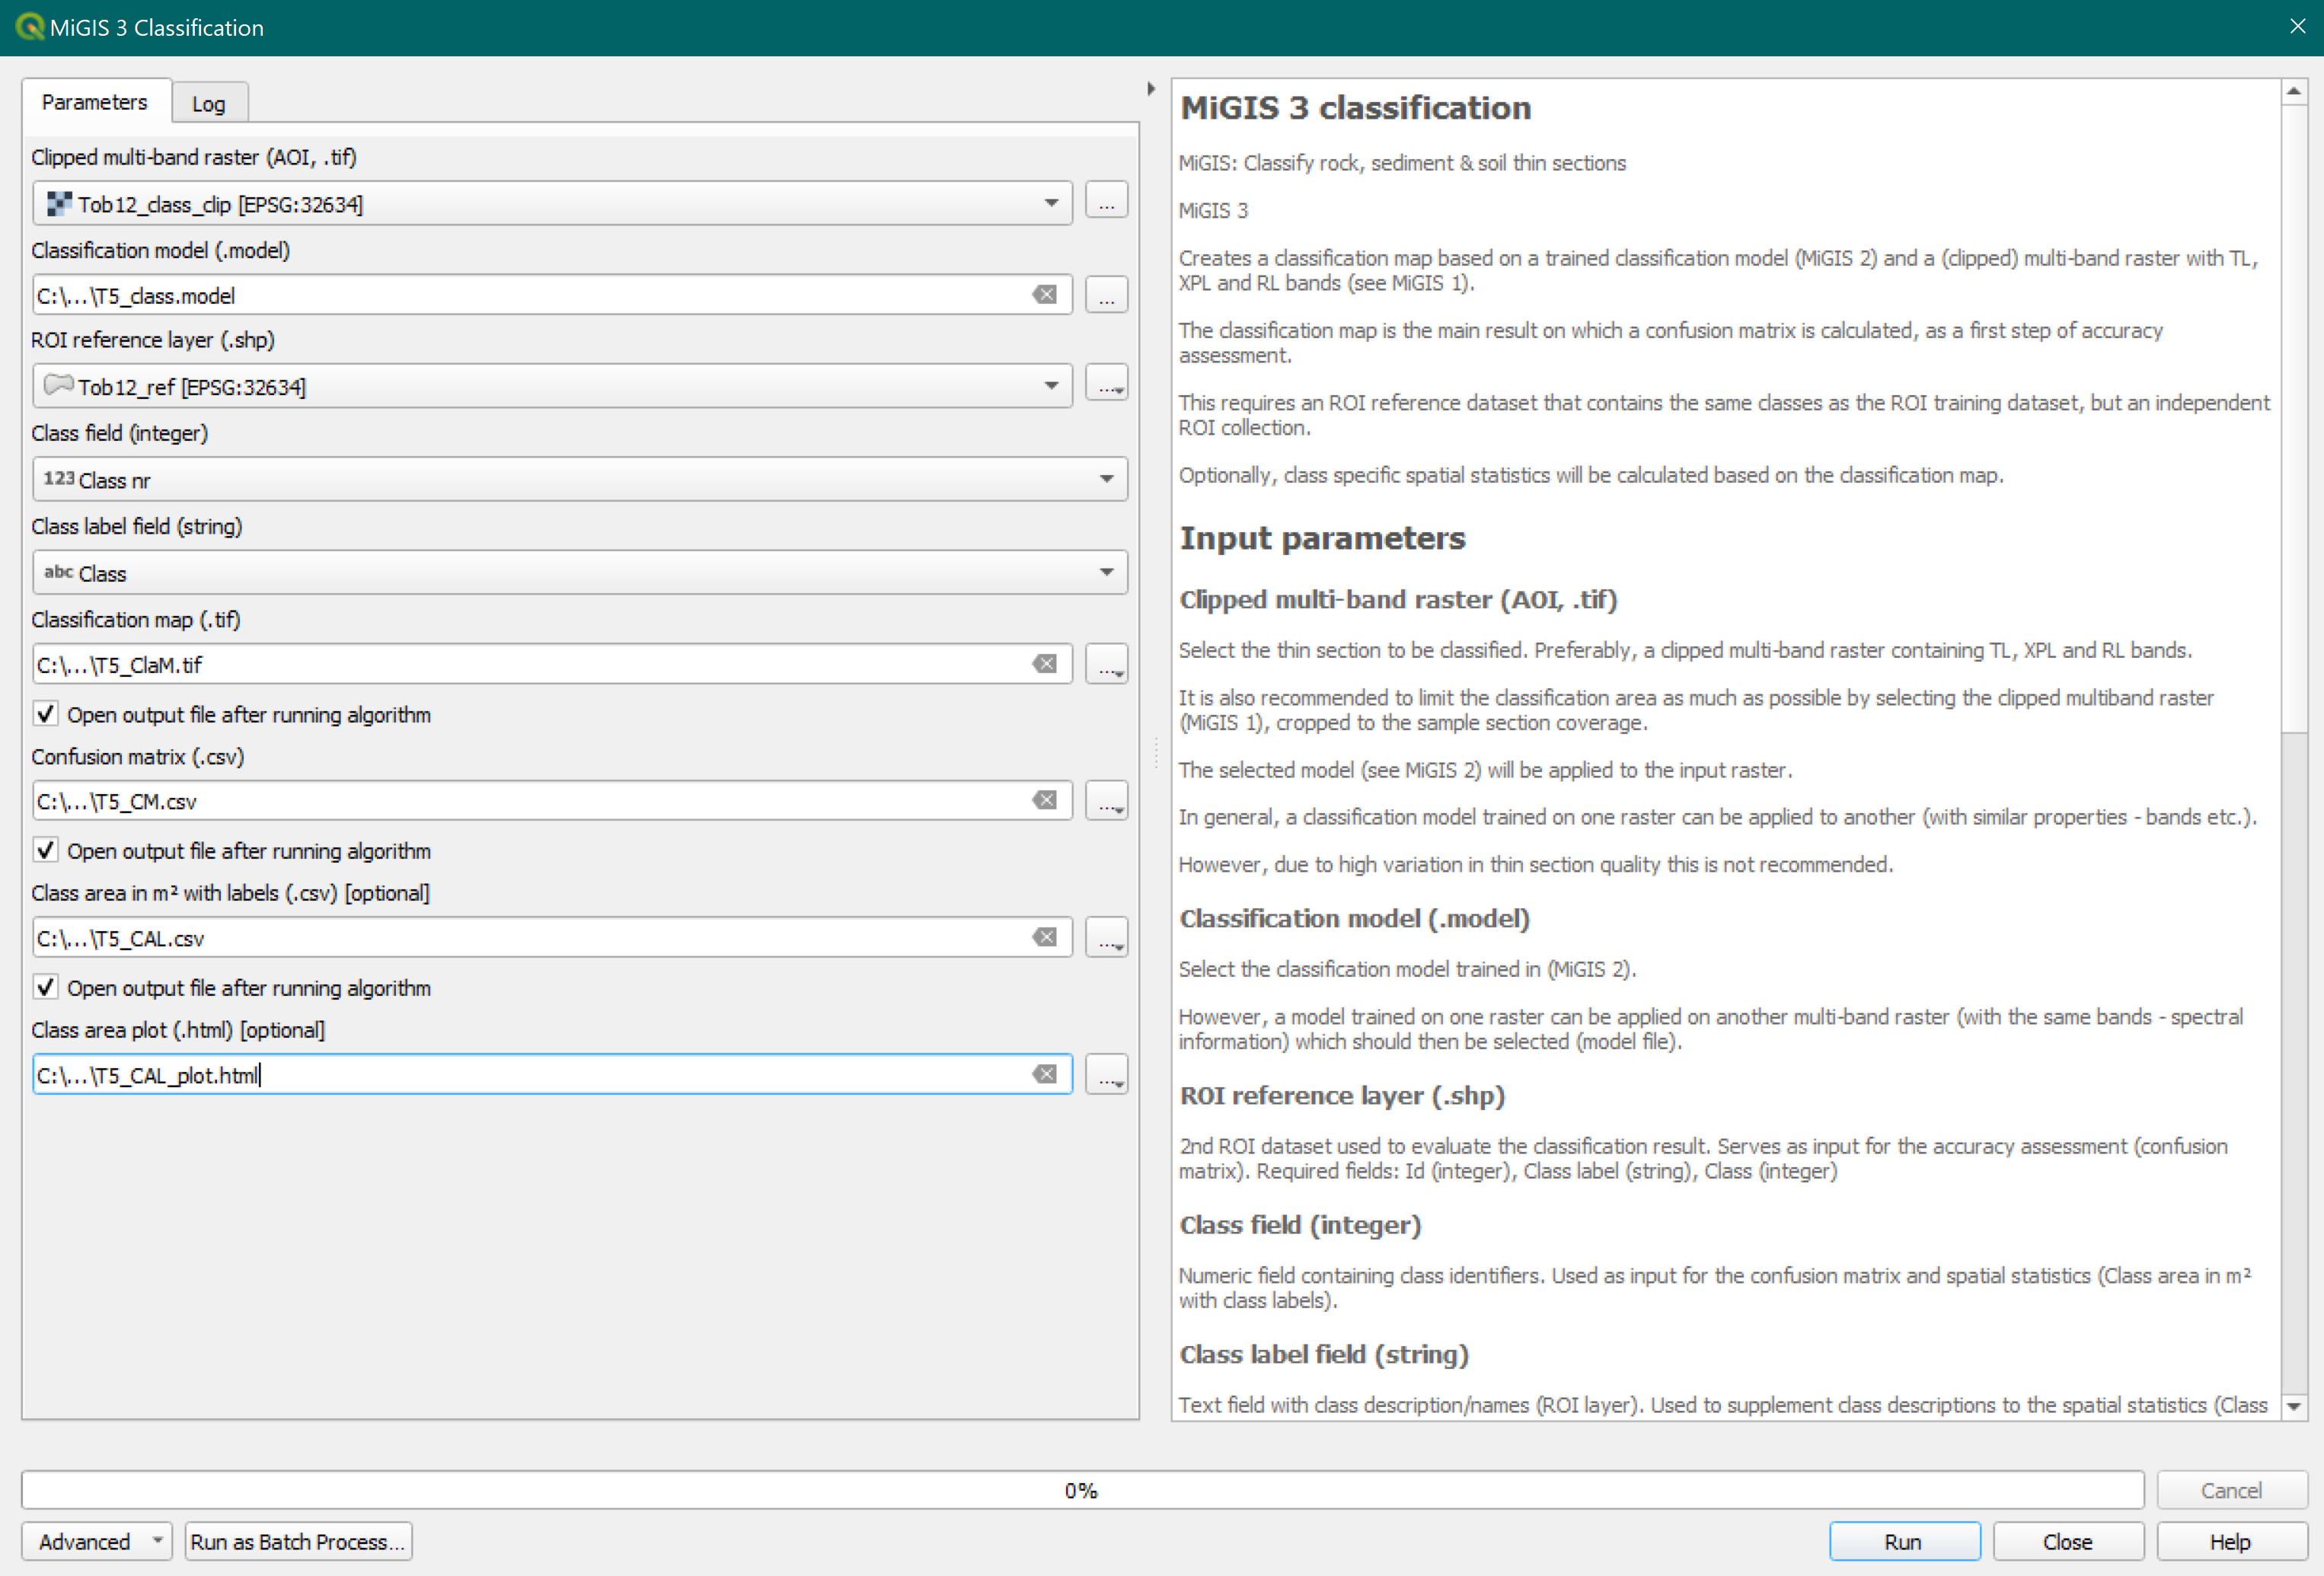 MiGIS 3 Classification
Parameters
Log
Clipped multi-band raster (AOI, .tif)
Tob12_class_clip [EPSG:32634]
...
Classification model (.model)
C:\...\T5_class.model
...
ROI reference layer (.shp)
Tob12_ref [EPSG:32634]
...
Class field (integer)
123 Class nr
Class label field (string)
abc Class
Classification map (.tif)
C:\...\T5_ClaM.tif
...
Open output file after running algorithm
Confusion matrix (.csv)
C:\...\T5_CM.csv
...
Open output file after running algorithm
Class area in m² with labels (.csv) [optional]
C:\...\T5_CAL.csv
...
Open output file after running algorithm
Class area plot (.html) [optional]
C:\...\T5_CAL_plot.html
...
MiGIS 3 classification
MiGIS: Classify rock, sediment & soil thin sections
MiGIS 3
Creates a classification map based on a trained classification model (MiGIS 2) and a (clipped) multi-band raster with TL,
XPL and RL bands (see MiGIS 1).
The classification map is the main result on which a confusion matrix is calculated, as a first step of accuracy
assessment.
This requires an ROI reference dataset that contains the same classes as the ROI training dataset, but an independent
ROI collection.
Optionally, class specific spatial statistics will be calculated based on the classification map.
Input parameters
Clipped multi-band raster (AOI, .tif)
Select the thin section to be classified. Preferably, a clipped multi-band raster containing TL, XPL and RL bands.
It is also recommended to limit the classification area as much as possible by selecting the clipped multiband raster
(MiGIS 1), cropped to the sample section coverage.
The selected model (see MiGIS 2) will be applied to the input raster.
In general, a classification model trained on one raster can be applied to another (with similar properties - bands etc.).
However, due to high variation in thin section quality this is not recommended.
Classification model (.model)
Select the classification model trained in (MiGIS 2).
However, a model trained on one raster can be applied on another multi-band raster (with the same bands - spectral
information) which should then be selected (model file).
ROI reference layer (.shp)
2nd ROI dataset used to evaluate the classification result. Serves as input for the accuracy assessment (confusion
matrix). Required fields: Id (integer), Class label (string), Class (integer)
Class field (integer)
Numeric field containing class identifiers. Used as input for the confusion matrix and spatial statistics (Class area in m²
with class labels).
Class label field (string)
Text field with class description/names (ROI layer). Used to supplement class descriptions to the spatial statistics (Class
0%
Cancel
Advanced
Run as Batch Process...
Run
Close
Help